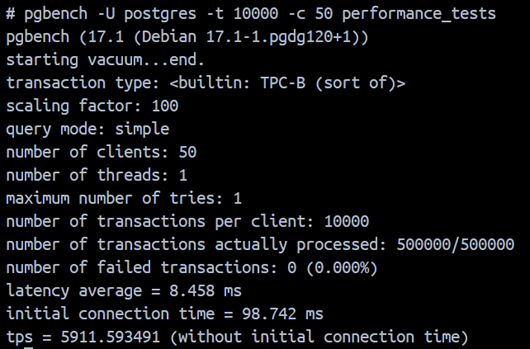 # pgbench -U postgres -t 10000 -c 50 performance_tests
pgbench (17.1 (Debian 17.1-1.pgdg120+1))
starting vacuum...end.
transaction type: <builtin: TPC-B (sort of)>
scaling factor: 100
query mode: simple
number of clients: 50
number of threads: 1
maximum number of tries: 1
number of transactions per client: 10000
number of transactions actually processed: 500000/500000
number of failed transactions: 0 (0.000%)
latency average = 8.458 ms
initial connection time = 98.742 ms
tps = 5911.593491 (without initial connection time)